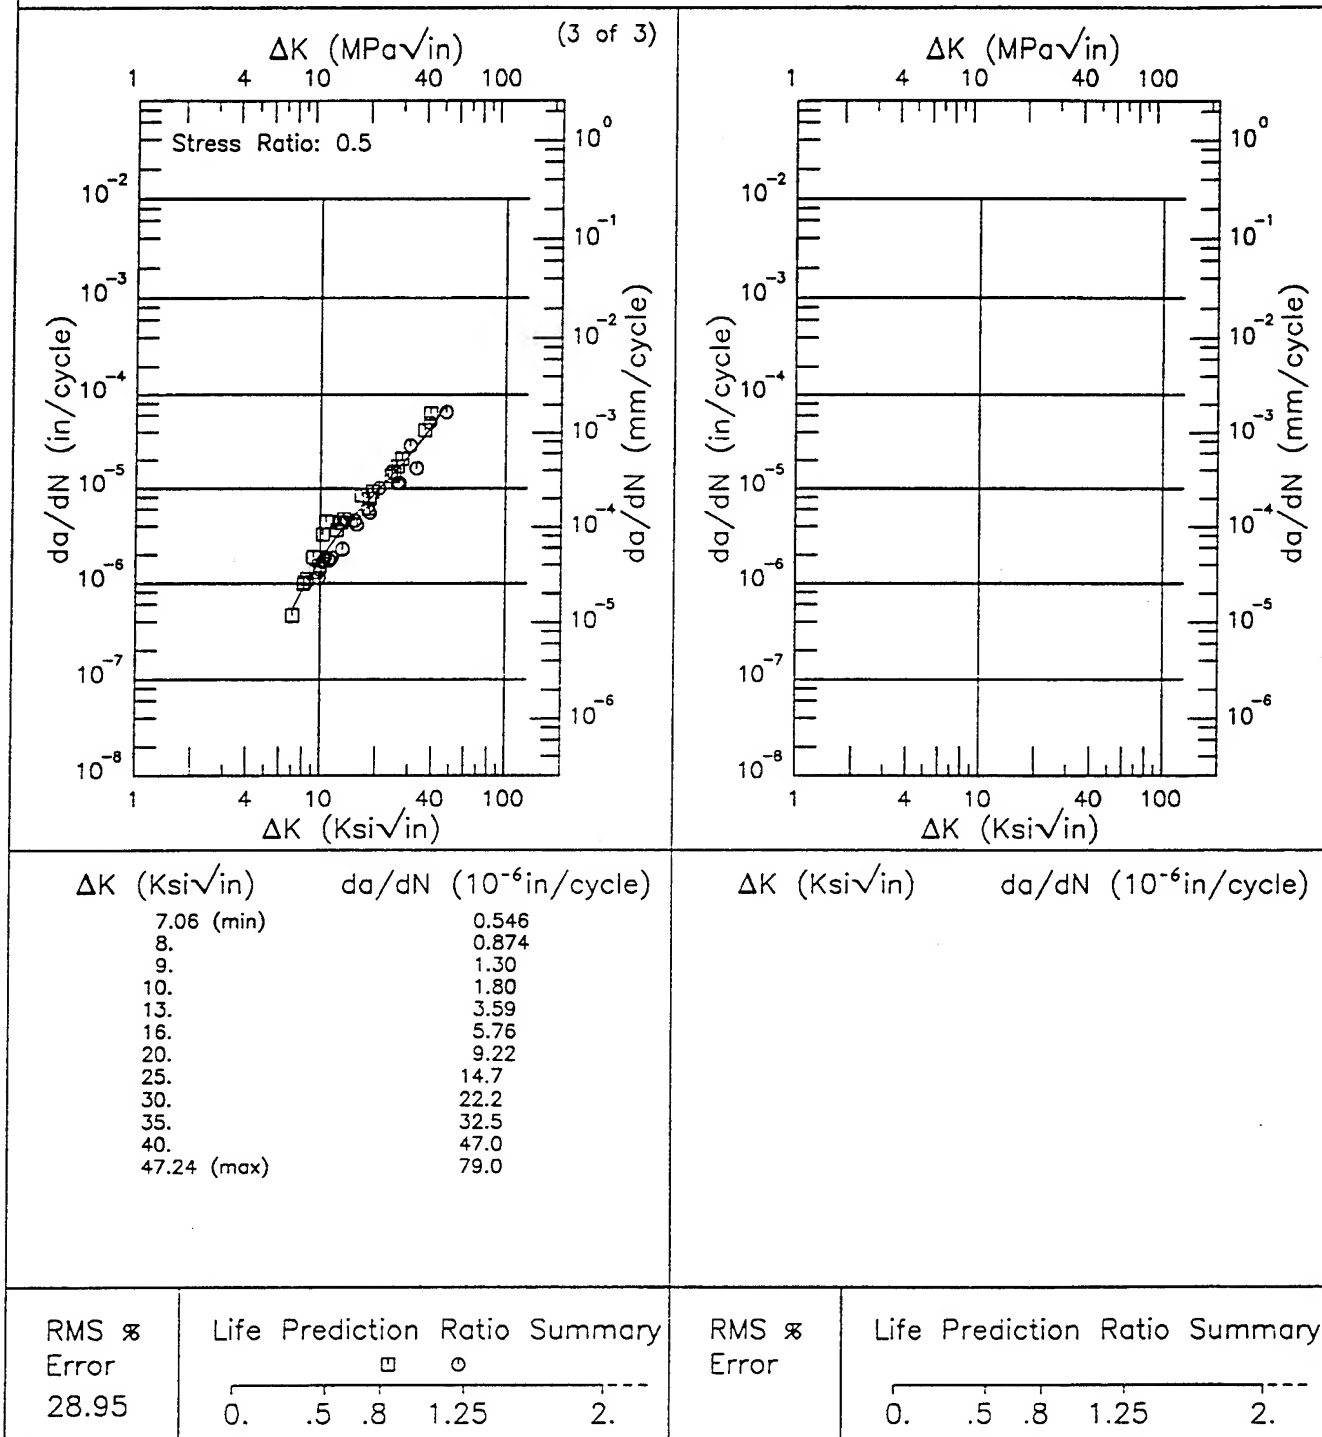 (3 of 3)
ΔK (MPa√in)
1 4 10 40 100
Stress Ratio: 0.5
10⁰
10⁻²
10⁻¹
10⁻³
10⁻²
10⁻⁴
10⁻³
10⁻⁵
10⁻⁴
10⁻⁶
10⁻⁵
10⁻⁷
10⁻⁶
10⁻⁸
da/dN (in/cycle)
da/dN (mm/cycle)
1 4 10 40 100
ΔK (Ksi√in)
ΔK (MPa√in)
1 4 10 40 100
10⁰
10⁻²
10⁻¹
10⁻³
10⁻²
10⁻⁴
10⁻³
10⁻⁵
10⁻⁴
10⁻⁶
10⁻⁵
10⁻⁷
10⁻⁶
10⁻⁸
da/dN (in/cycle)
da/dN (mm/cycle)
1 4 10 40 100
ΔK (Ksi√in)
ΔK (Ksi√in) da/dN (10⁻⁶in/cycle)
7.06 (min) 0.546
8. 0.874
9. 1.30
10. 1.80
13. 3.59
16. 5.76
20. 9.22
25. 14.7
30. 22.2
35. 32.5
40. 47.0
47.24 (max) 79.0
ΔK (Ksi√in) da/dN (10⁻⁶in/cycle)
RMS %
Error
28.95
Life Prediction Ratio Summary
0. .5 .8 1.25 2.
RMS %
Error
Life Prediction Ratio Summary
0. .5 .8 1.25 2.